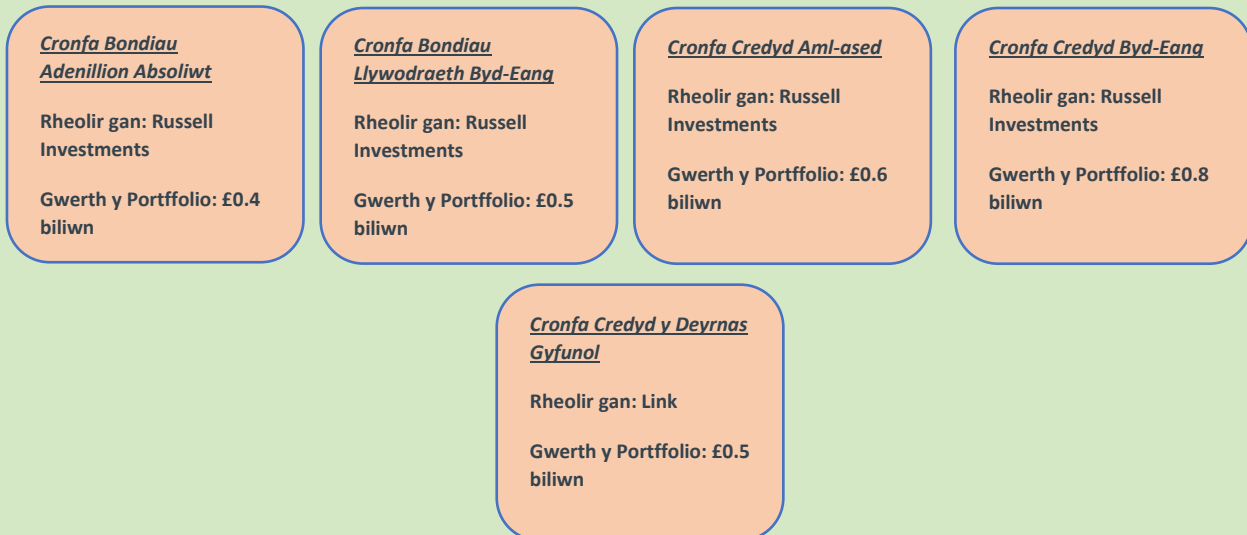 Cronfa Bondiau
Adenillion Absoliwt
Rheolir gan: Russell
Investments
Gwerth y Portffolio: £0.4
biliwn
Cronfa Bondiau
Llywodraeth Byd-Eang
Rheolir gan: Russell
Investments
Gwerth y Portffolio: £0.5
biliwn
Cronfa Credyd Aml-ased
Rheolir gan: Russell
Investments
Gwerth y Portffolio: £0.6
biliwn
Cronfa Credyd Byd-Eang
Rheolir gan: Russell
Investments
Gwerth y Portffolio: £0.8
biliwn
Cronfa Credyd y Deyrnas
Gyfunol
Rheolir gan: Link
Gwerth y Portffolio: £0.5
biliwn